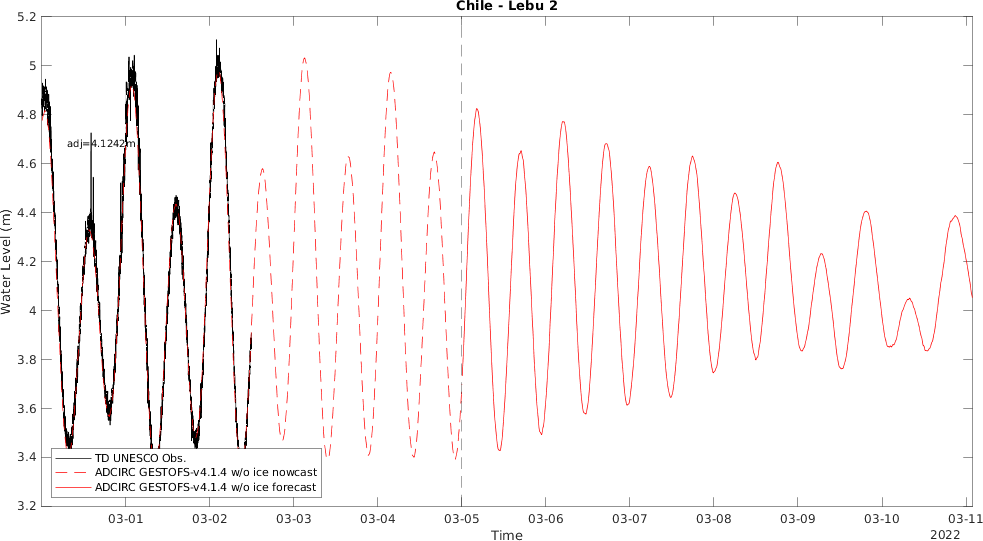 Chile - Lebu 2
5.2
5
4.8
4.6
4.4
4.2
4
3.8
3.6
3.4
3.2
Water Level (m)
adj=4.1242m
TD UNESCO Obs.
ADCIRC GESTOFS-v4.1.4 w/o ice nowcast
ADCIRC GESTOFS-v4.1.4 w/o ice forecast
03-01 03-02 03-03 03-04 03-05 03-06 03-07 03-08 03-09 03-10 03-11
Time
2022